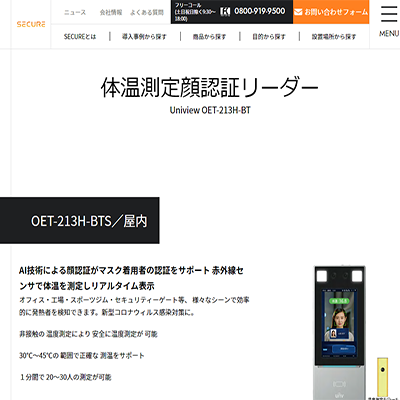 SECURE
ニュース 会社情報 よくある質問
フリーコール
(土日祝日除く9:30～18:00)
0800-919-9500
お問い合わせフォーム
MENU
SECUREとは 導入事例から探す 商品から探す 目的から探す 設置場所から探す
体温測定顔認証リーダー
Uniview OET-213H-BT
OET-213H-BTS／屋内
AI技術による顔認証がマスク着用者の認証をサポート 赤外線セ
ンサで体温を測定しリアルタイム表示
オフィス・工場・スポーツジム・セキュリティーゲート等、 様々なシーンで効率
的に発熱者を検知できます。新型コロナウィルス感染対策に。
非接触の 温度測定により 安全に温度測定が 可能
30℃～45℃の 範囲で正確な 測温をサポート
１分間で 20～30人の測定が可能